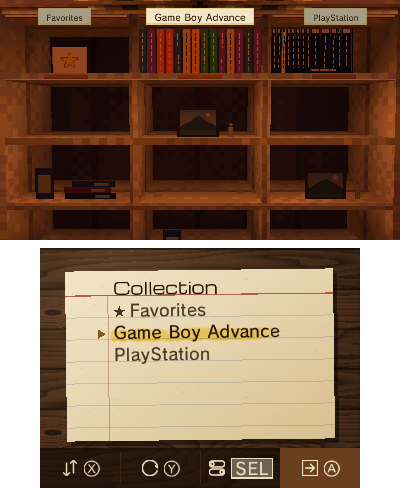 Favorites
Game Boy Advance
PlayStation
Collection
★ Favorites
Game Boy Advance
PlayStation
X
Y
SEL
A